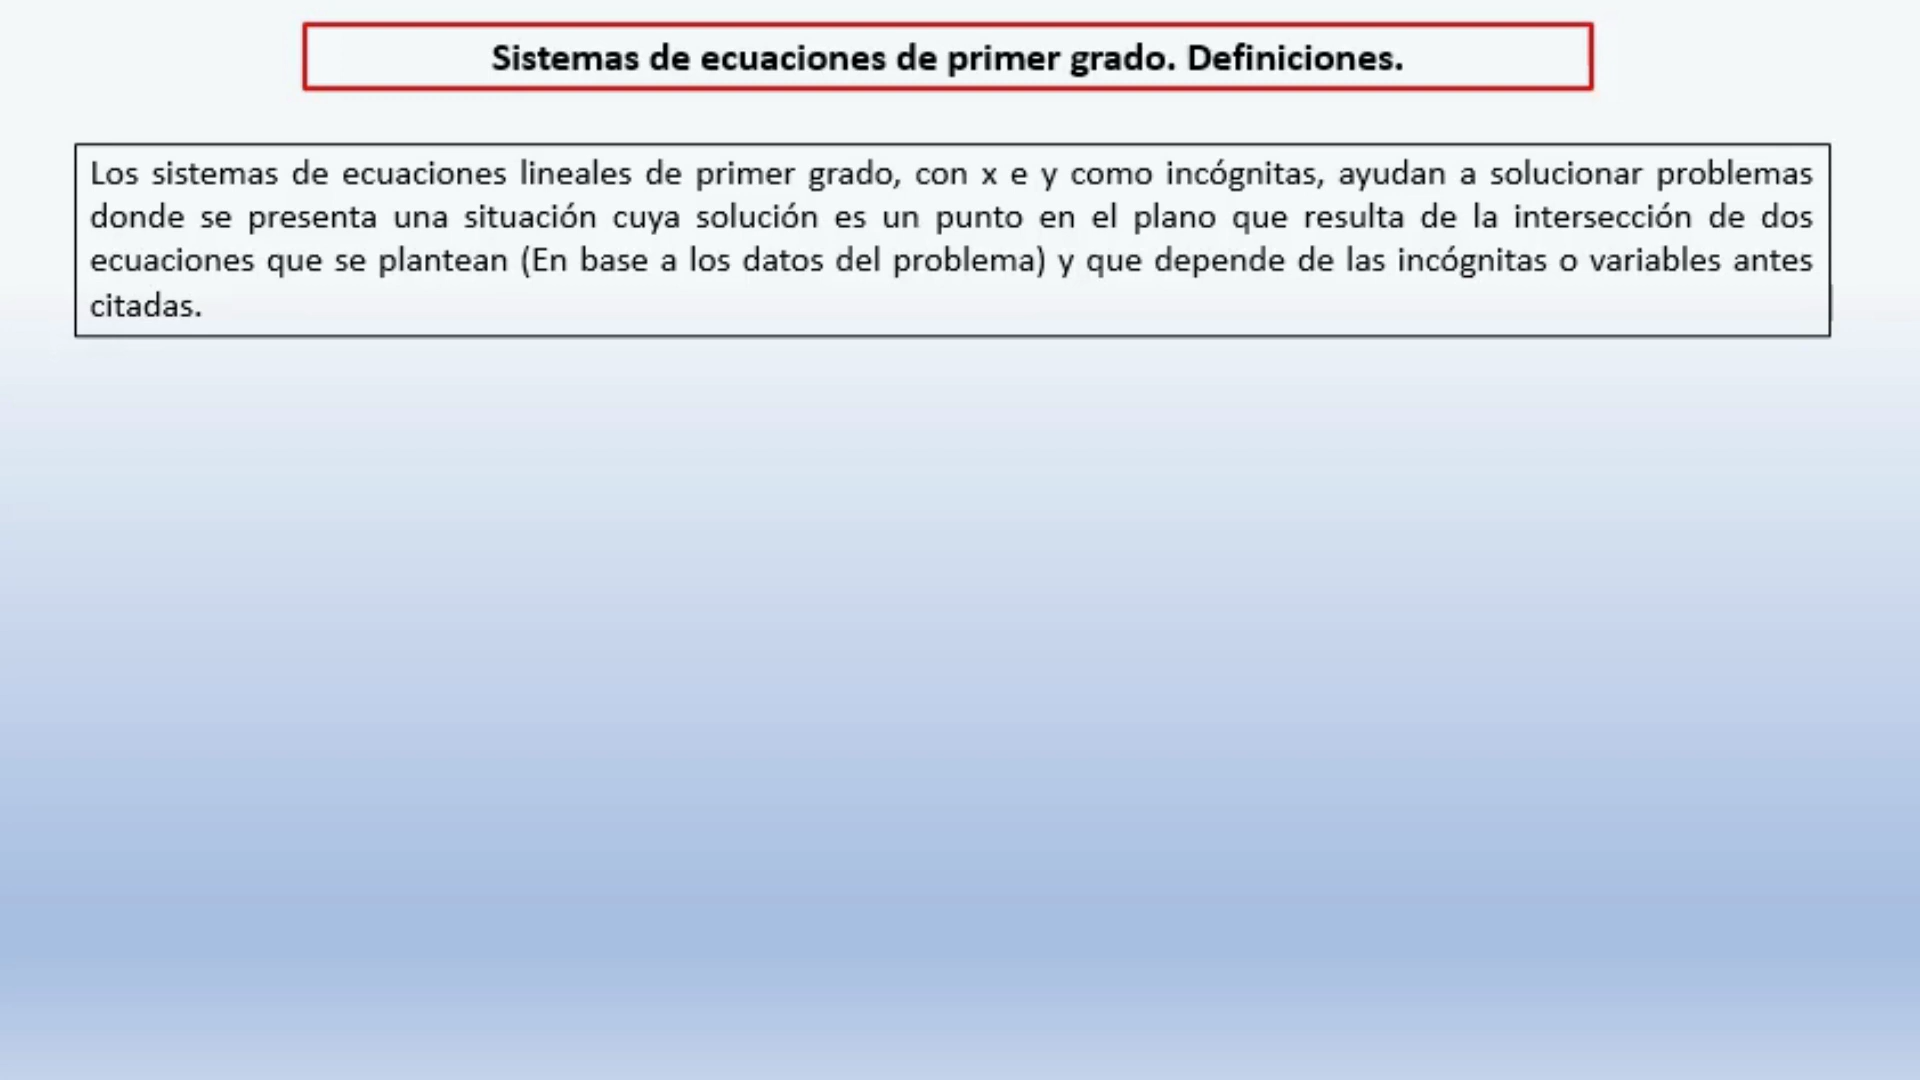 Sistemas de ecuaciones de primer grado. Definiciones.
Los sistemas de ecuaciones lineales de primer grado, con x e y como incógnitas, ayudan a solucionar problemas
donde se presenta una situación cuya solución es un punto en el plano que resulta de la intersección de dos
ecuaciones que se plantean (En base a los datos del problema) y que depende de las incógnitas o variables antes
citadas.